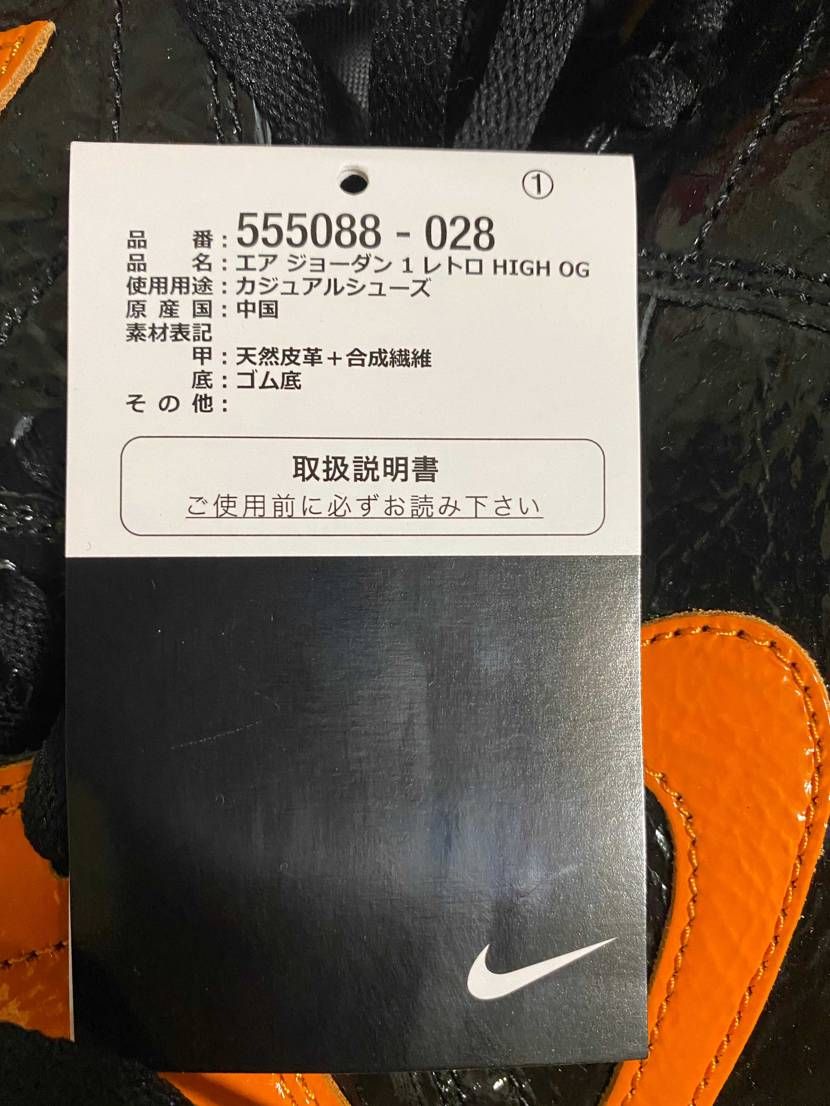 ①
品 番：555088 - 028
品 名：エア ジョーダン 1 レトロ HIGH OG
使用用途：カジュアルシューズ
原 産 国：中国
素材表記
甲：天然皮革＋合成繊維
底：ゴム底
そ の 他：
取扱説明書
ご使用前に必ずお読み下さい